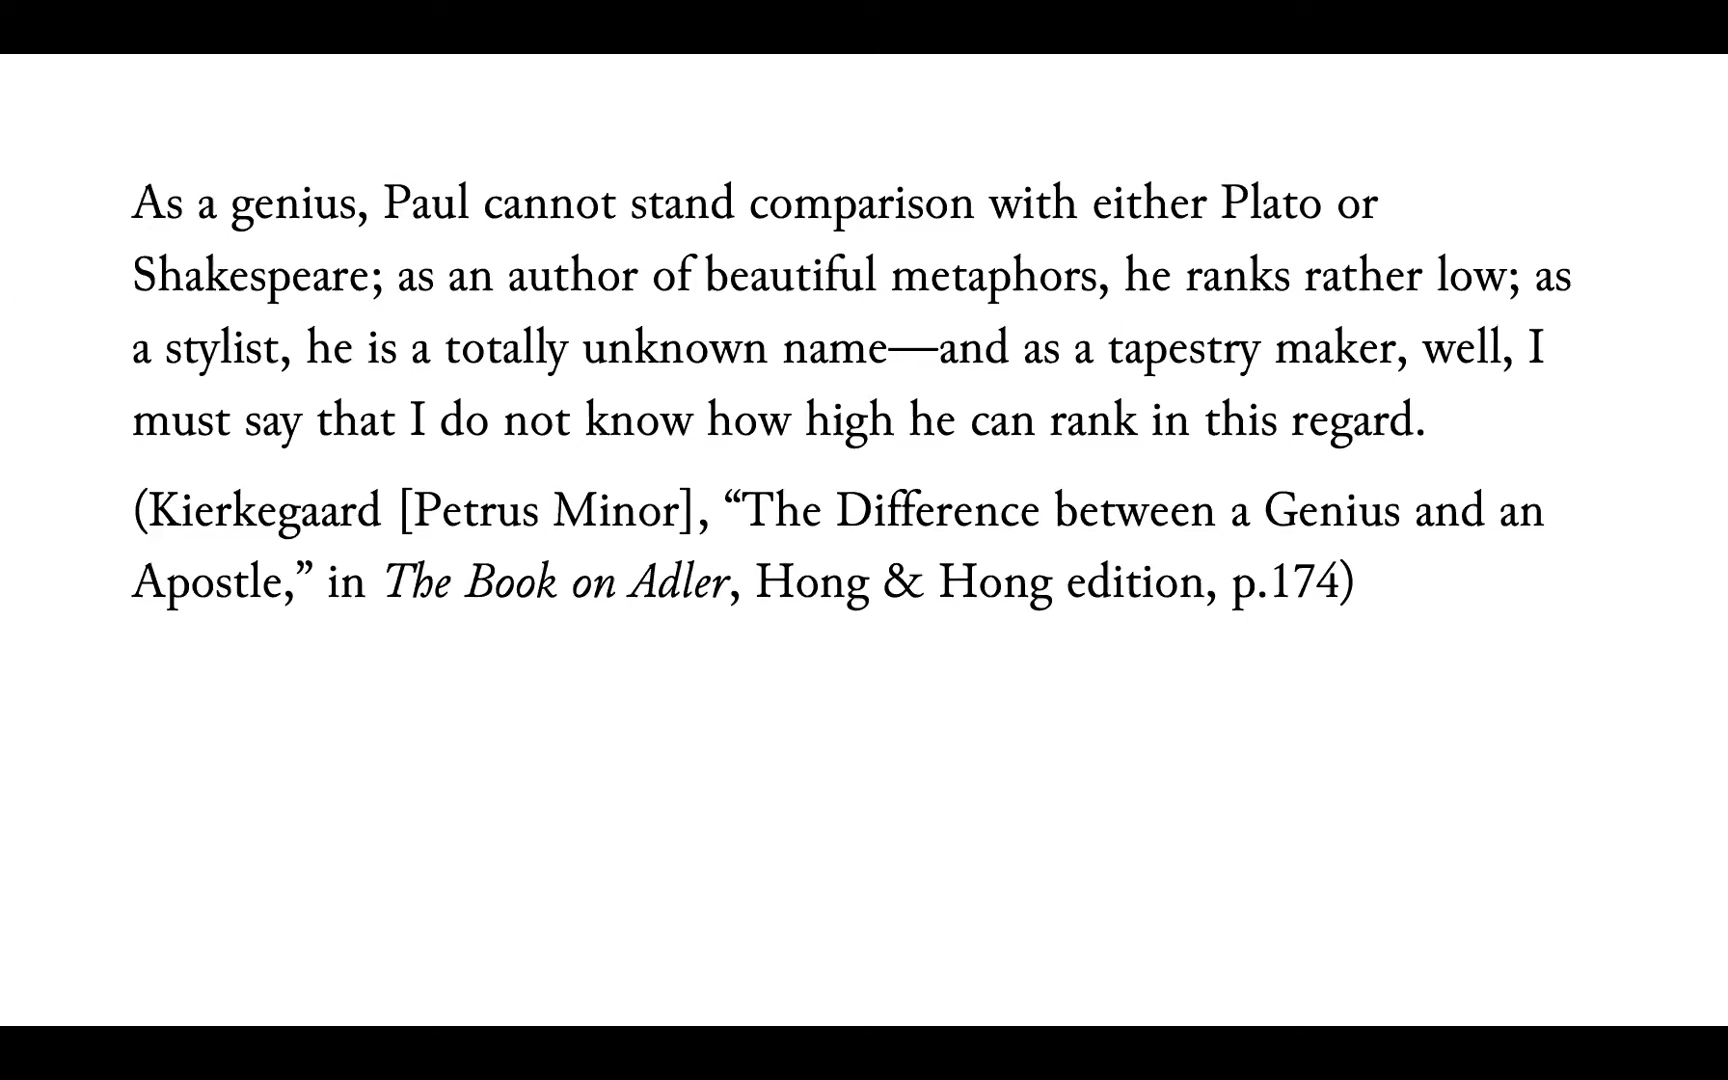 As a genius, Paul cannot stand comparison with either Plato or
Shakespeare; as an author of beautiful metaphors, he ranks rather low; as
a stylist, he is a totally unknown name—and as a tapestry maker, well, I
must say that I do not know how high he can rank in this regard.
(Kierkegaard [Petrus Minor], “The Difference between a Genius and an
Apostle,” in The Book on Adler, Hong & Hong edition, p.174)